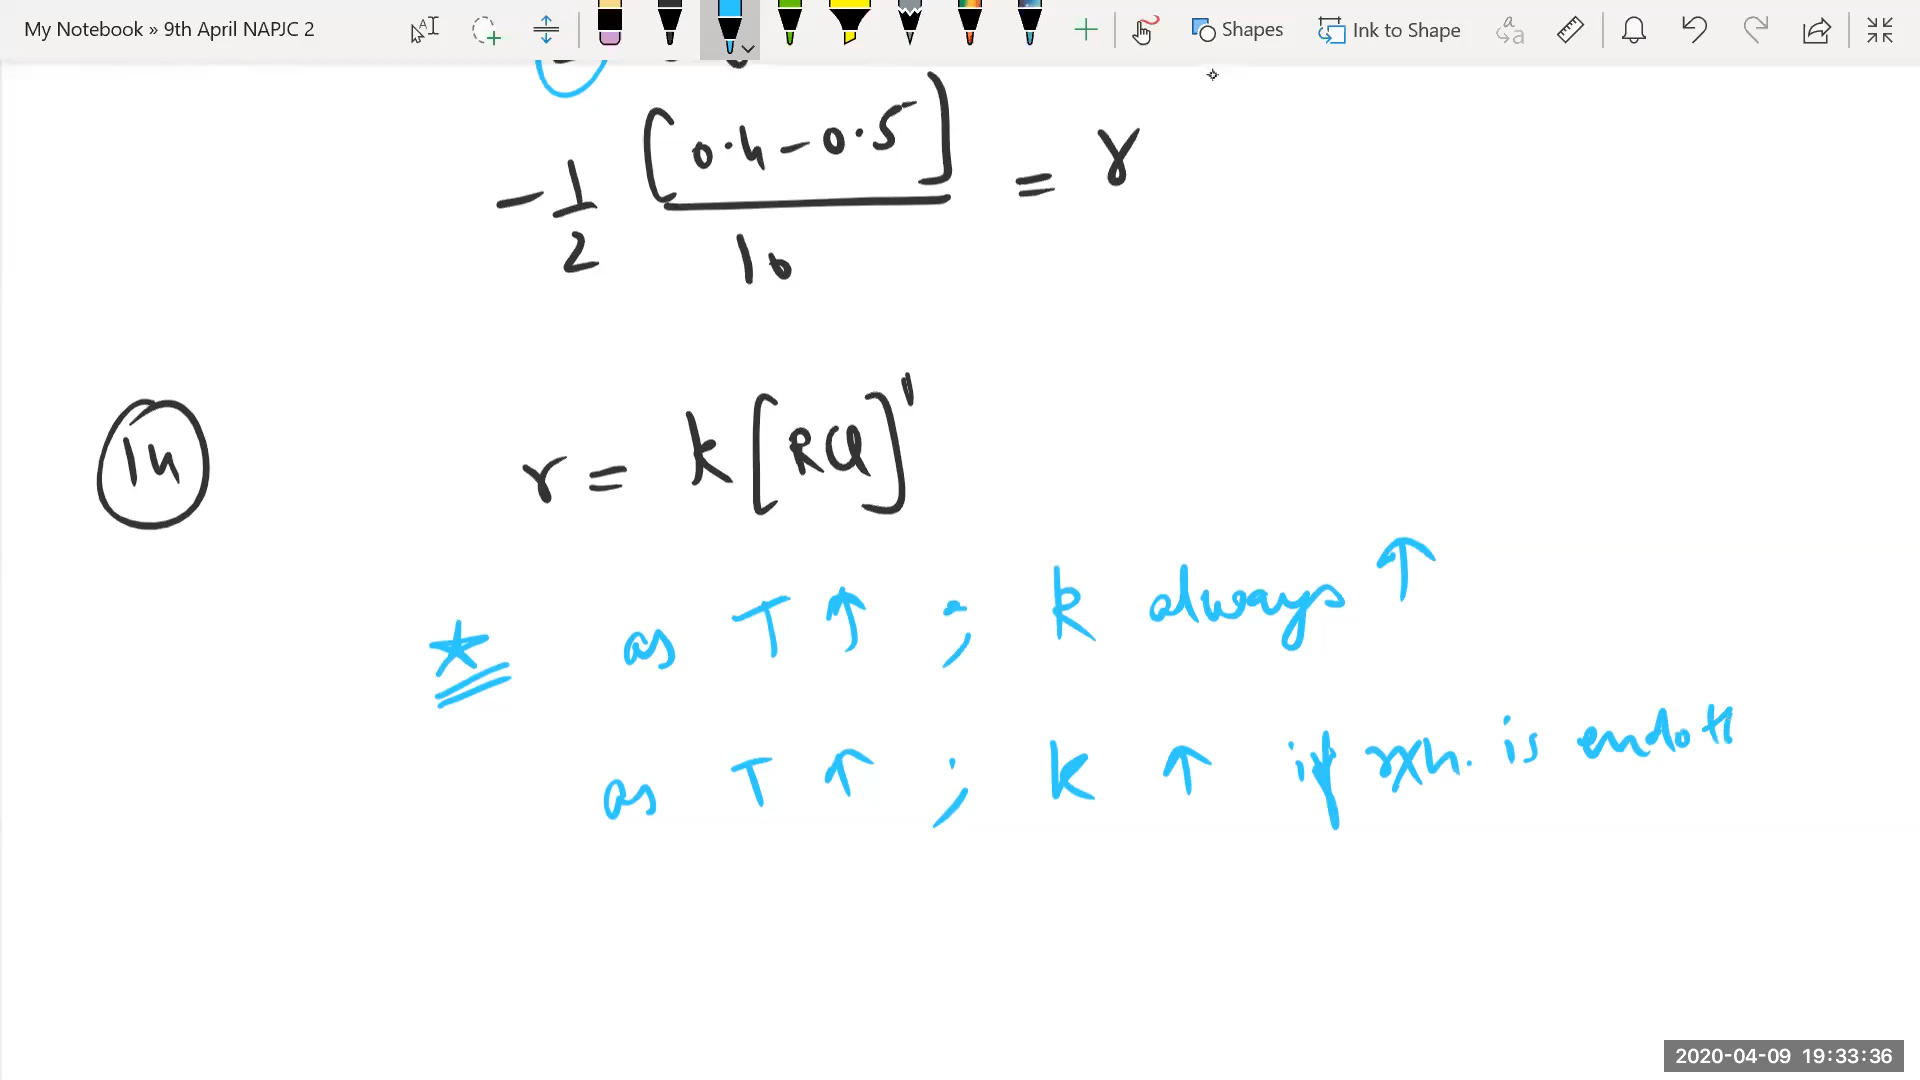 My Notebook » 9th April NAPJC 2
Shapes
Ink to Shape
-1/2 [0.4 - 0.5]/10 = r
14
r = k[RCl]¹
* as T ↑ ; k always ↑
as T ↑ ; k ↑ if rxn. is endoth
2020-04-09 19:33:36